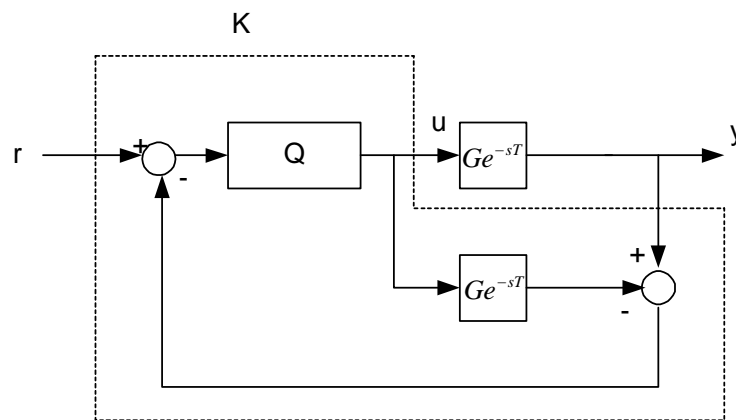 K
r
+
-
Q
u
Ge^{-sT}
y
+
Ge^{-sT}
-